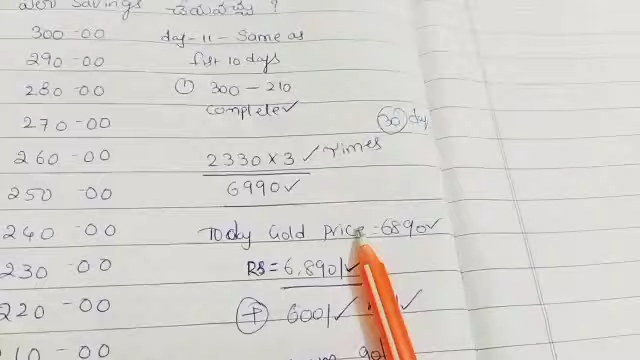 savings
300 -00
290 -00
280 -00
270 -00
260 -00
250 -00
240 -00
230 -00
220 -00
-00
?
day - 11 - Same as
first 10 days
① 300 - 210
complete ✓
30 day
2330 x 3 ✓ Times
6990 ✓
Today Gold price - 6890 ✓
RS = 6,890/ ✓
+ 600/ ✓